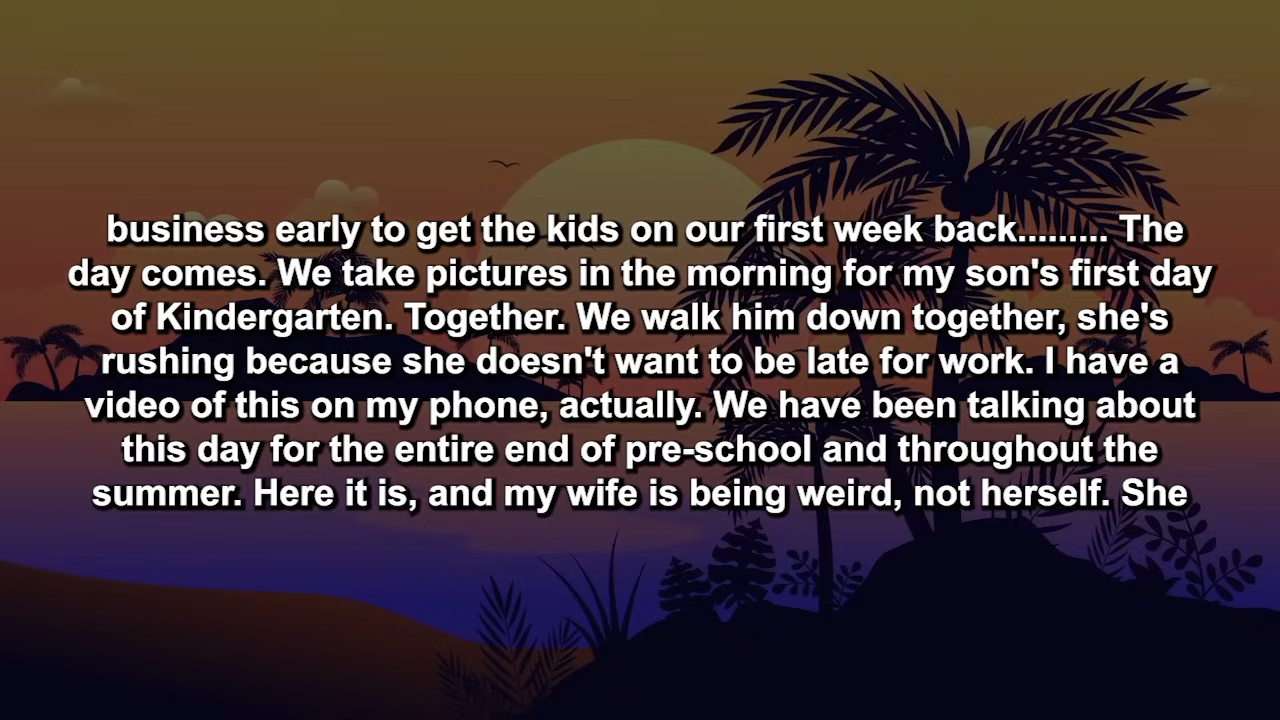 business early to get the kids on our first week back......... The
day comes. We take pictures in the morning for my son's first day
of Kindergarten. Together. We walk him down together, she's
rushing because she doesn't want to be late for work. I have a
video of this on my phone, actually. We have been talking about
this day for the entire end of pre-school and throughout the
summer. Here it is, and my wife is being weird, not herself. She